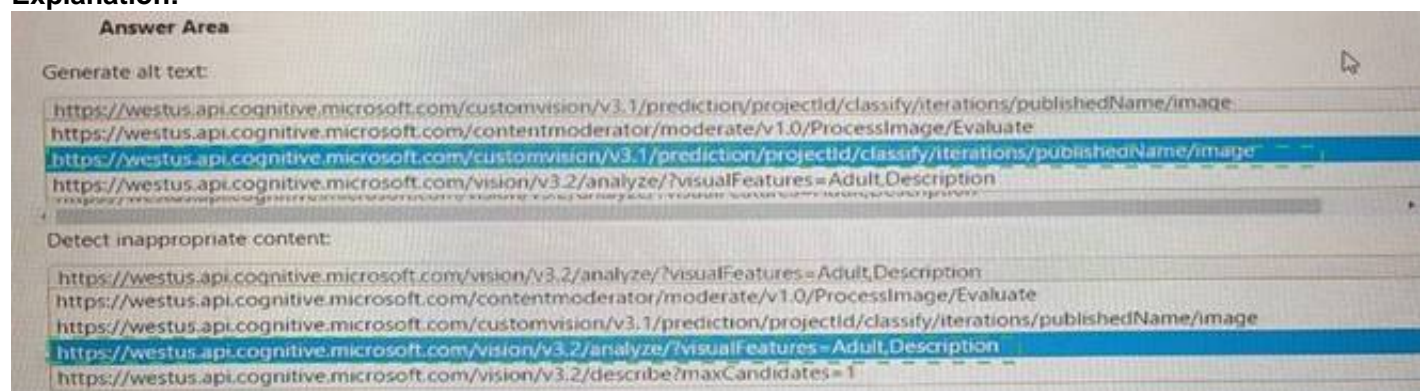 Explanation:
Answer Area
Generate alt text:
https://westus.api.cognitive.microsoft.com/customvision/v3.1/prediction/projectId/classify/iterations/publishedName/image
https://westus.api.cognitive.microsoft.com/contentmoderator/moderate/v1.0/ProcessImage/Evaluate
https://westus.api.cognitive.microsoft.com/customvision/v3.1/prediction/projectId/classify/iterations/publishedName/image
https://westus.api.cognitive.microsoft.com/vision/v3.2/analyze/?visualFeatures=Adult,Description
Detect inappropriate content:
https://westus.api.cognitive.microsoft.com/vision/v3.2/analyze/?visualFeatures=Adult,Description
https://westus.api.cognitive.microsoft.com/contentmoderator/moderate/v1.0/ProcessImage/Evaluate
https://westus.api.cognitive.microsoft.com/customvision/v3.1/prediction/projectId/classify/iterations/publishedName/image
https://westus.api.cognitive.microsoft.com/vision/v3.2/analyze/?visualFeatures=Adult,Description
https://westus.api.cognitive.microsoft.com/vision/v3.2/describe?maxCandidates=1